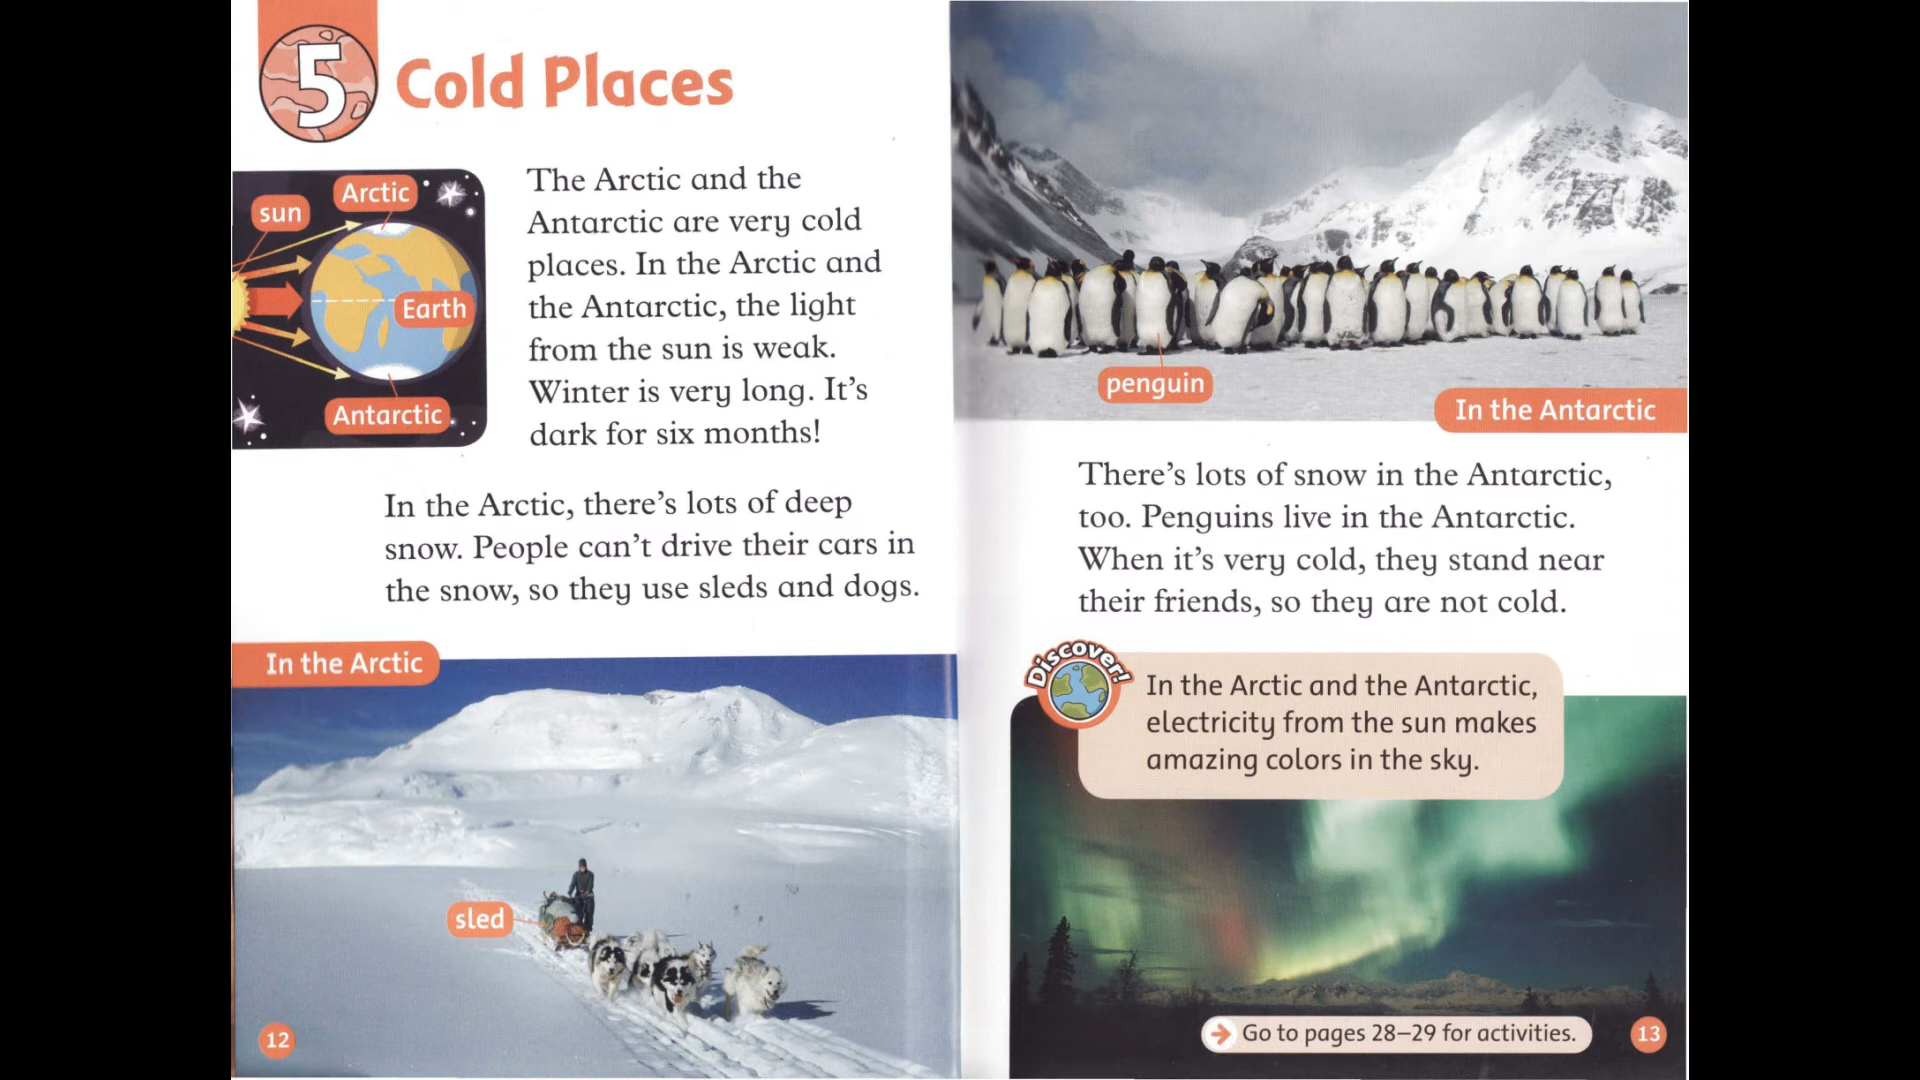 5 Cold Places
Arctic
sun
Earth
Antarctic
The Arctic and the
Antarctic are very cold
places. In the Arctic and
the Antarctic, the light
from the sun is weak.
Winter is very long. It's
dark for six months!
In the Arctic, there's lots of deep
snow. People can't drive their cars in
the snow, so they use sleds and dogs.
In the Arctic
sled
12
penguin
In the Antarctic
There's lots of snow in the Antarctic,
too. Penguins live in the Antarctic.
When it's very cold, they stand near
their friends, so they are not cold.
Discover!
In the Arctic and the Antarctic,
electricity from the sun makes
amazing colors in the sky.
Go to pages 28–29 for activities.
13